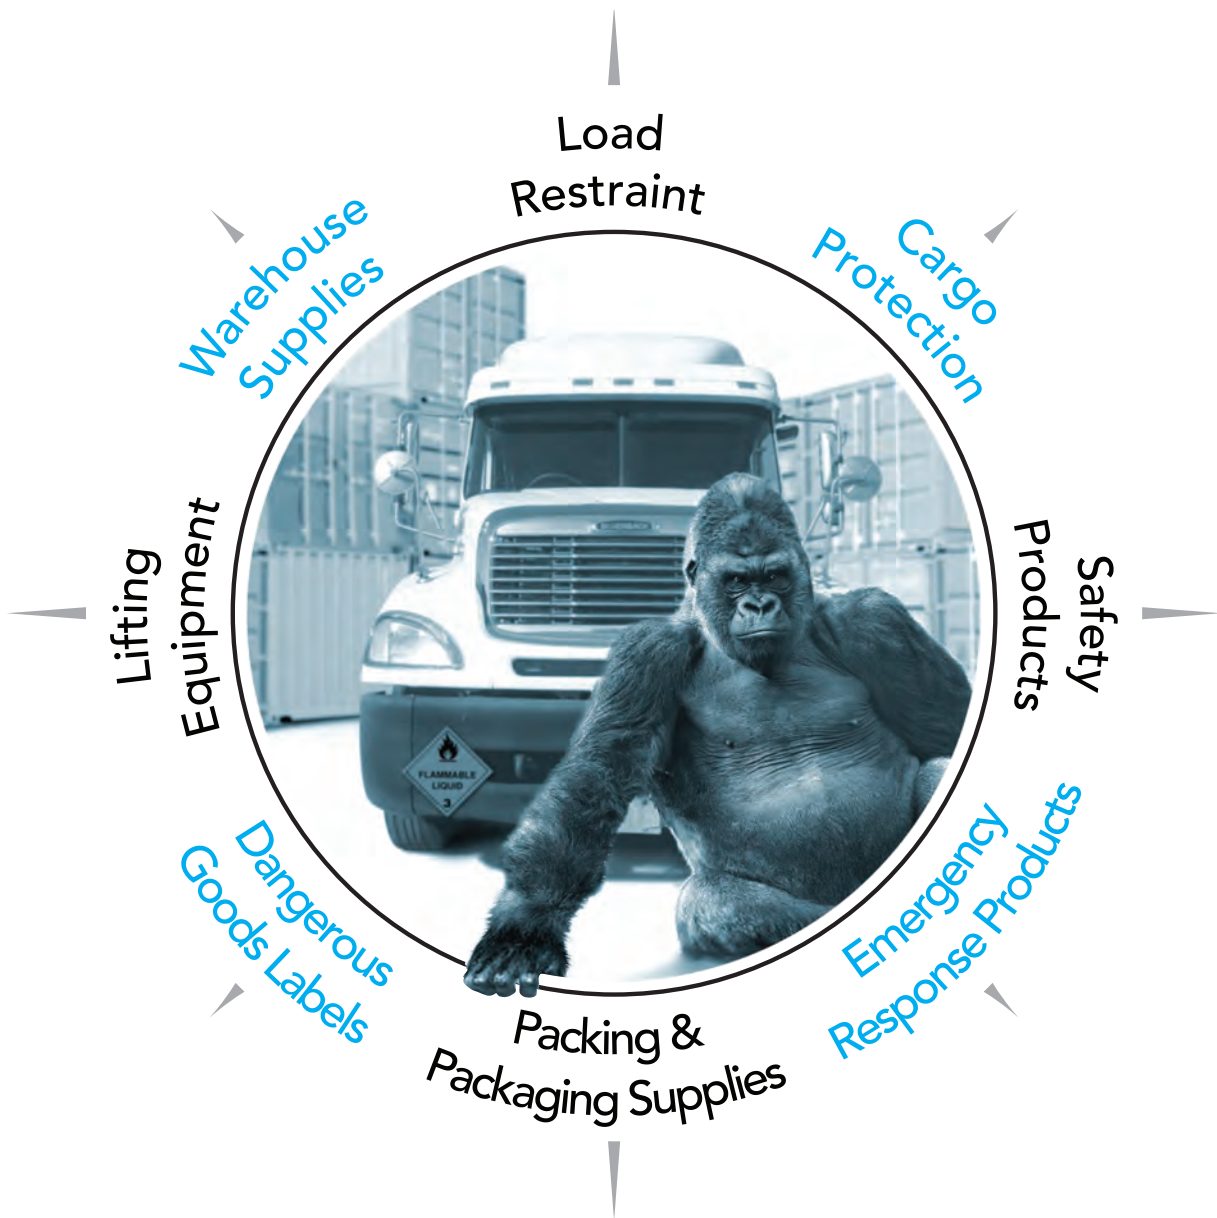 Load
Restraint
Cargo
Protection
Safety
Products
Emergency
Response Products
Packing &
Packaging Supplies
Dangerous
Goods Labels
Lifting
Equipment
Warehouse
Supplies
FLAMMABLE
LIQUID
3